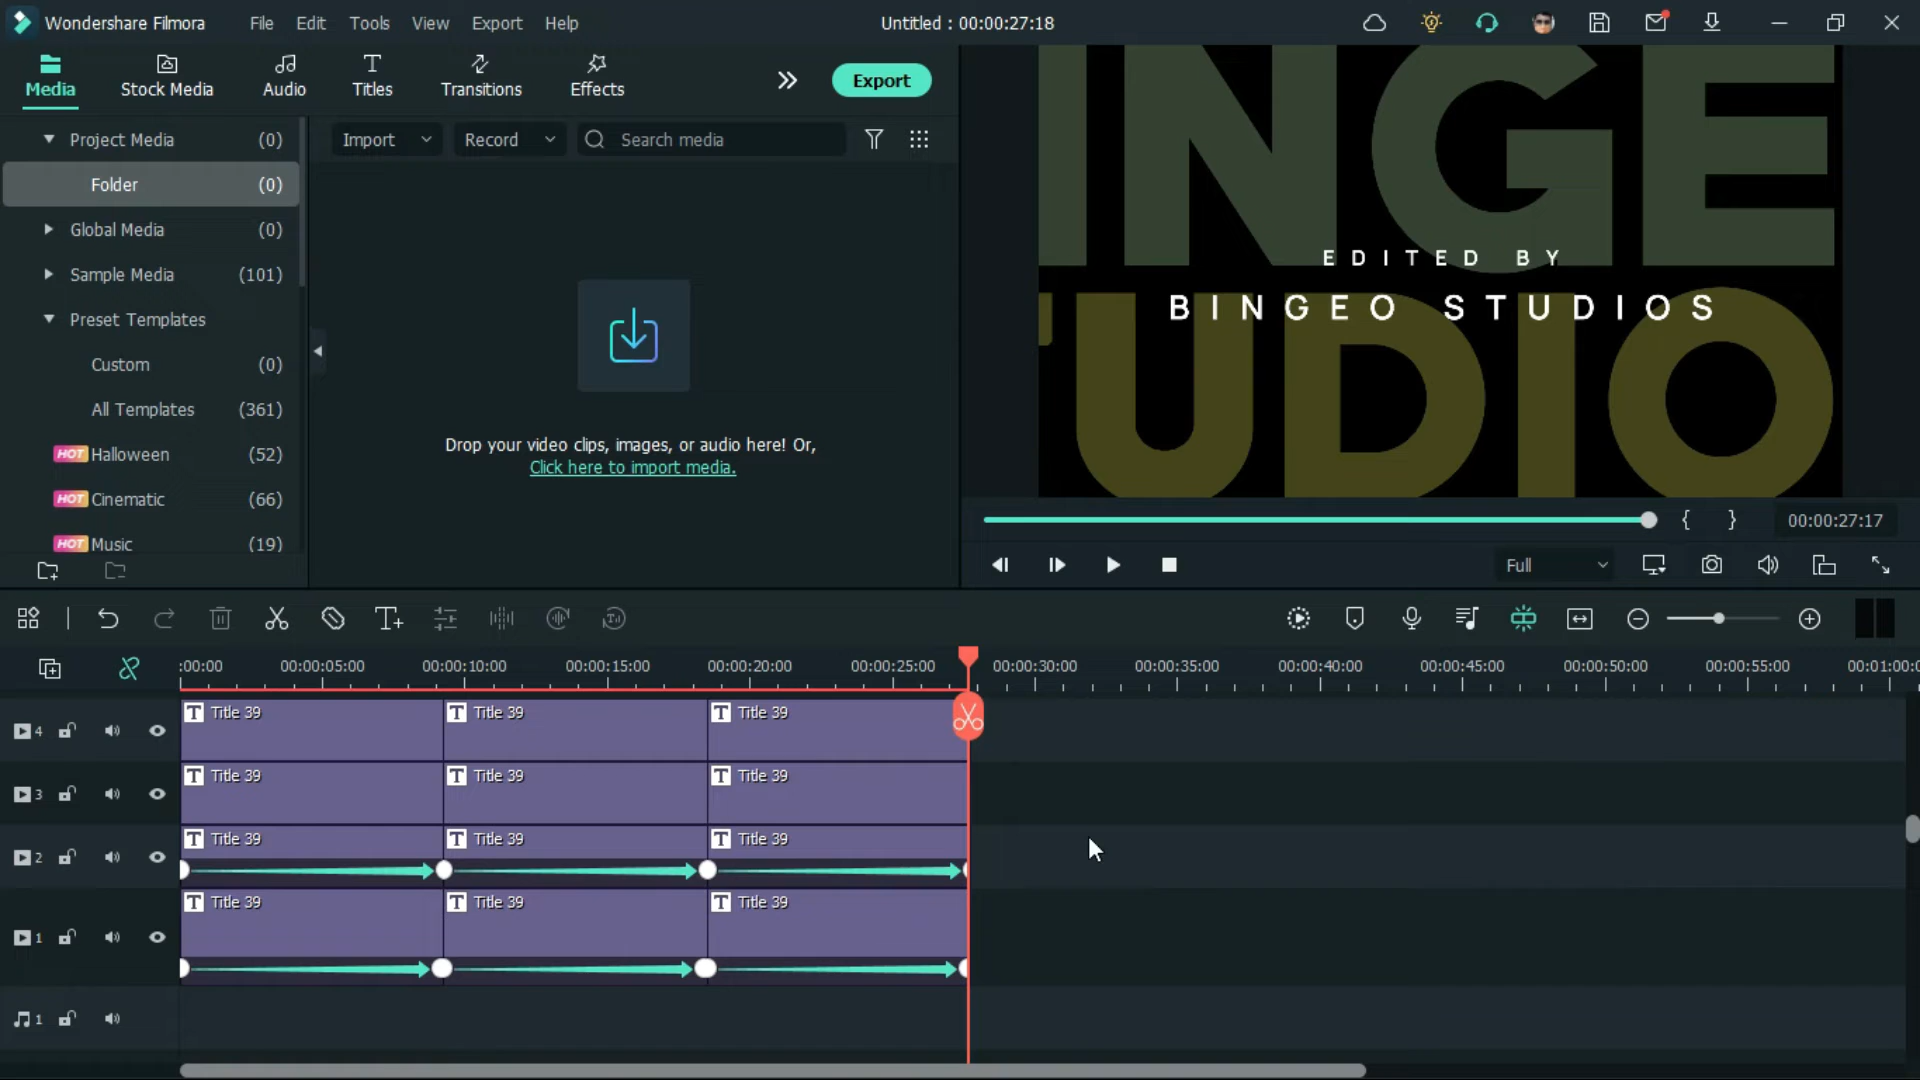 Wondershare Filmora File Edit Tools View Export Help Untitled : 00:00:27:18
Media Stock Media Audio Titles Transitions Effects Export
Project Media (0)
Folder (0)
Global Media (0)
Sample Media (101)
Preset Templates
Custom (0)
All Templates (361)
HOT Halloween (52)
HOT Cinematic (66)
HOT Music (19)
Import Record Search media
Drop your video clips, images, or audio here! Or,
Click here to import media.
INGE
EDITED BY
BINGEO STUDIOS
TUDIO
{ } 00:00:27:17
Full
:00:00 00:00:05:00 00:00:10:00 00:00:15:00 00:00:20:00 00:00:25:00 00:00:30:00 00:00:35:00 00:00:40:00 00:00:45:00 00:00:50:00 00:00:55:00 00:01:00:0
4 T Title 39 T Title 39 T Title 39
3 T Title 39 T Title 39 T Title 39
2 T Title 39 T Title 39 T Title 39
1 T Title 39 T Title 39 T Title 39
1